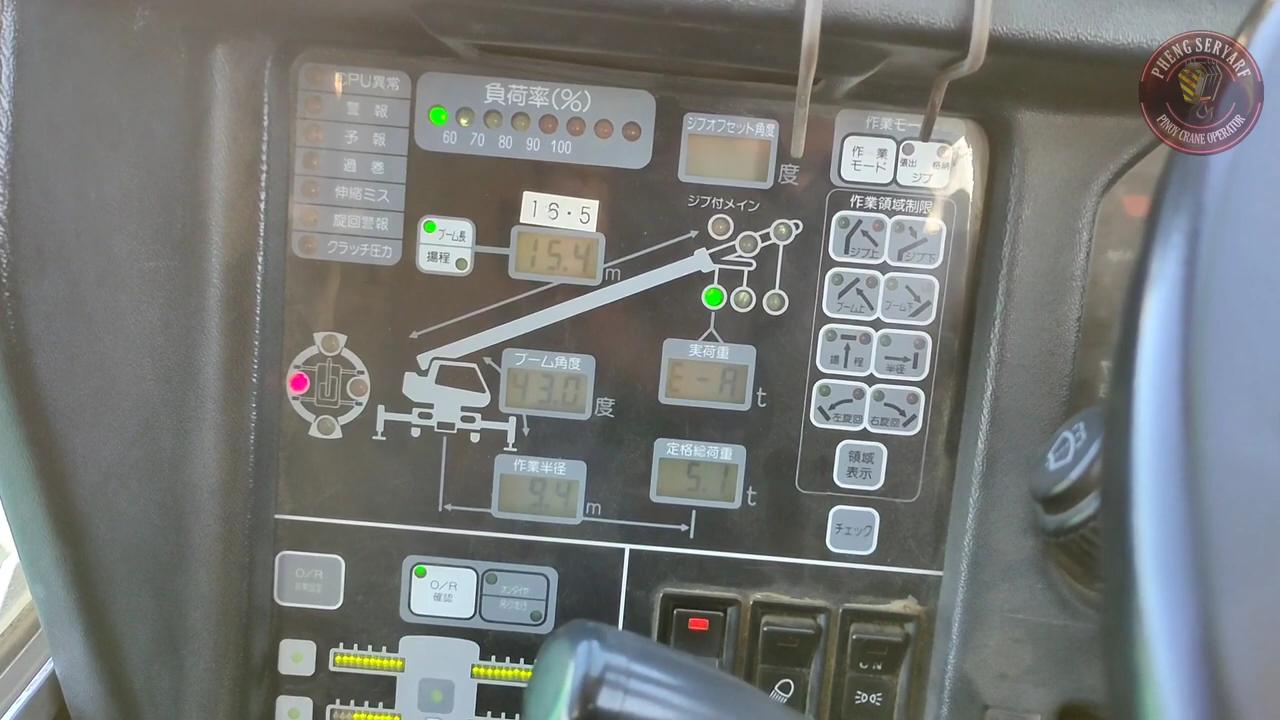 CPU異常
警報
予報
過巻
伸縮ミス
旋回警報
クラッチ圧力
負荷率(%)
60 70 80 90 100
ジブオフセット角度
度
作業モード
作業モード
張出 格納
ジブ
PHENG SERYARF
PINOY CRANE OPERATOR
16・5
ブーム長
揚程
15.4
m
ジブ付メイン
作業領域制限
ジブ上
ジブ下
ブーム上
ブーム下
揚程
半径
左旋回
右旋回
領域表示
チェック
ブーム角度
43.0
度
実荷重
E-A
t
作業半径
9.4
m
定格総荷重
5.1
t
O/R
O/R
確認
ON